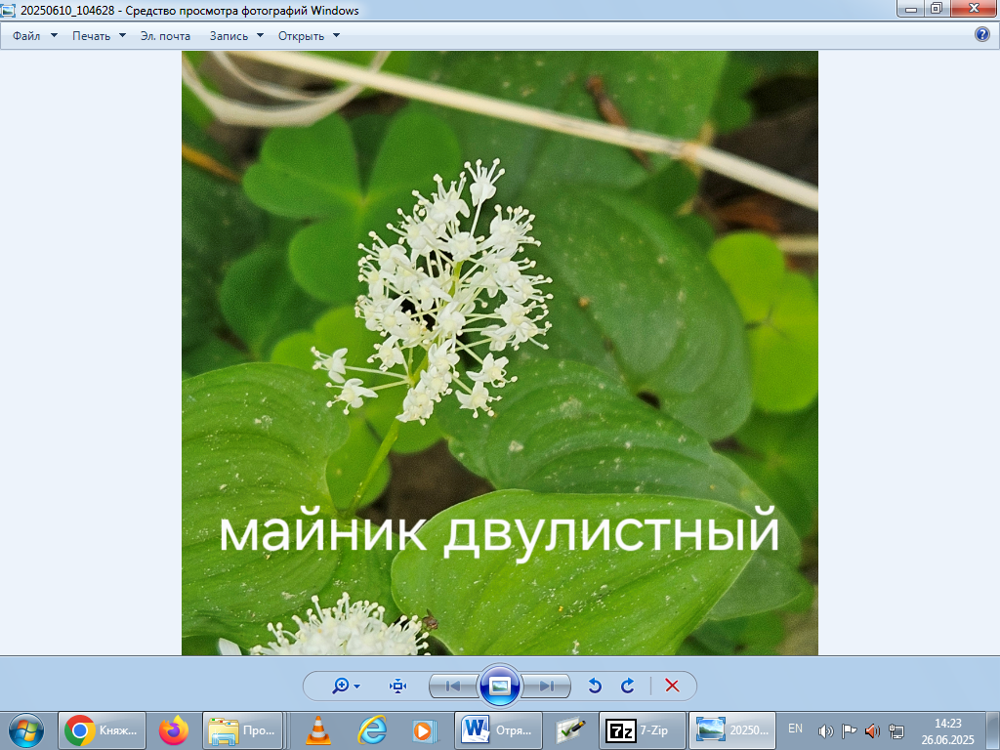 20250610_104628 - Средство просмотра фотографий Windows
Файл Печать Эл. почта Запись Открыть
майник двулистный
Княж... Про... Отря... 7z 7-Zip 20250... EN 14:23
26.06.2025